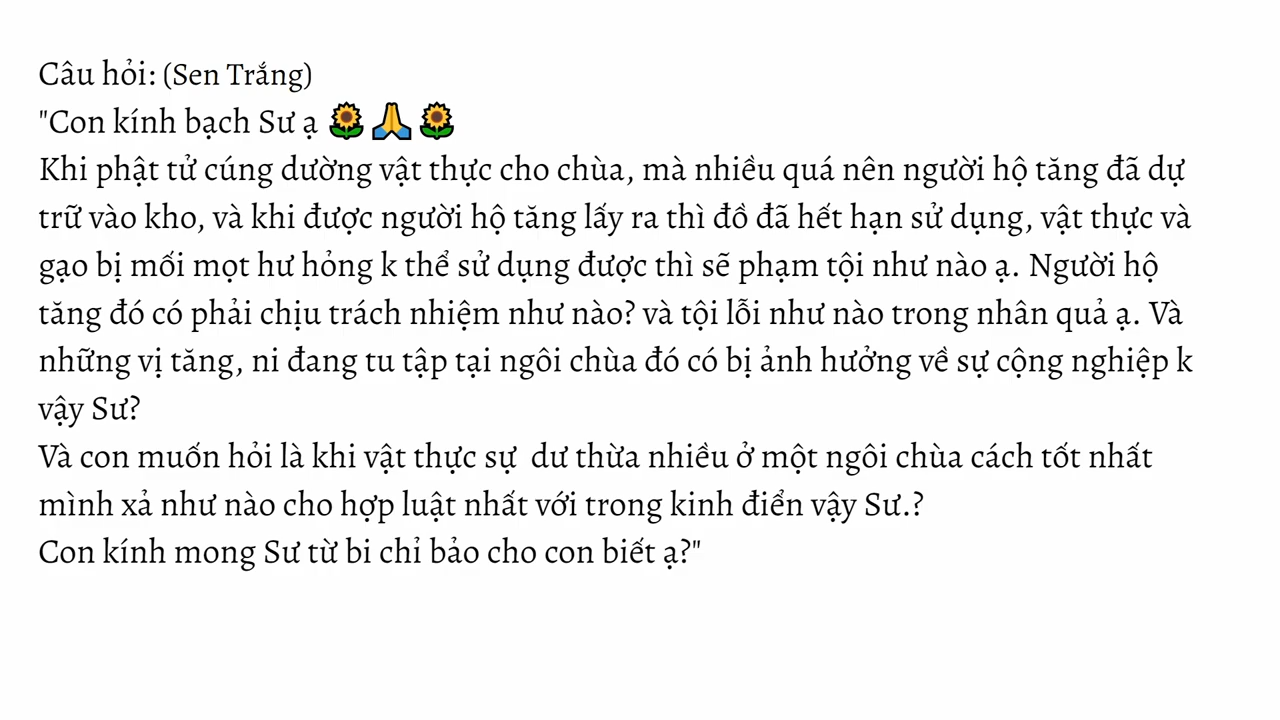 Câu hỏi: (Sen Trắng)
"Con kính bạch Sư ạ 🌻🙏🌻
Khi phật tử cúng dường vật thực cho chùa, mà nhiều quá nên người hộ tăng đã dự
trữ vào kho, và khi được người hộ tăng lấy ra thì đồ đã hết hạn sử dụng, vật thực và
gạo bị mối mọt hư hỏng k thể sử dụng được thì sẽ phạm tội như nào ạ. Người hộ
tăng đó có phải chịu trách nhiệm như nào? và tội lỗi như nào trong nhân quả ạ. Và
những vị tăng, ni đang tu tập tại ngôi chùa đó có bị ảnh hưởng về sự cộng nghiệp k
vậy Sư?
Và con muốn hỏi là khi vật thực sự  dư thừa nhiều ở một ngôi chùa cách tốt nhất
mình xả như nào cho hợp luật nhất với trong kinh điển vậy Sư.?
Con kính mong Sư từ bi chỉ bảo cho con biết ạ?"